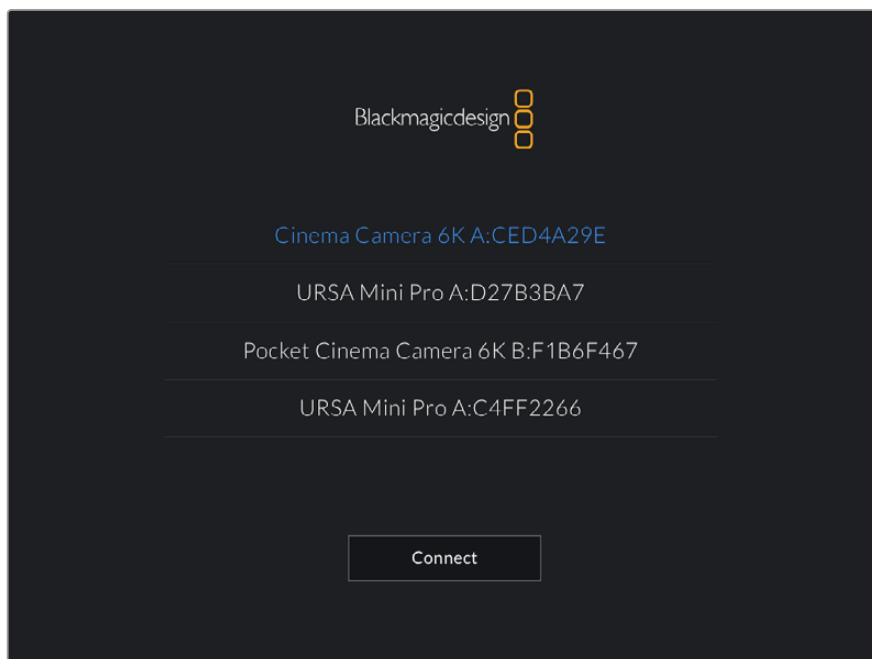 Blackmagicdesign
Cinema Camera 6K A:CED4A29E
URSA Mini Pro A:D27B3BA7
Pocket Cinema Camera 6K B:F1B6F467
URSA Mini Pro A:C4FF2266
Connect